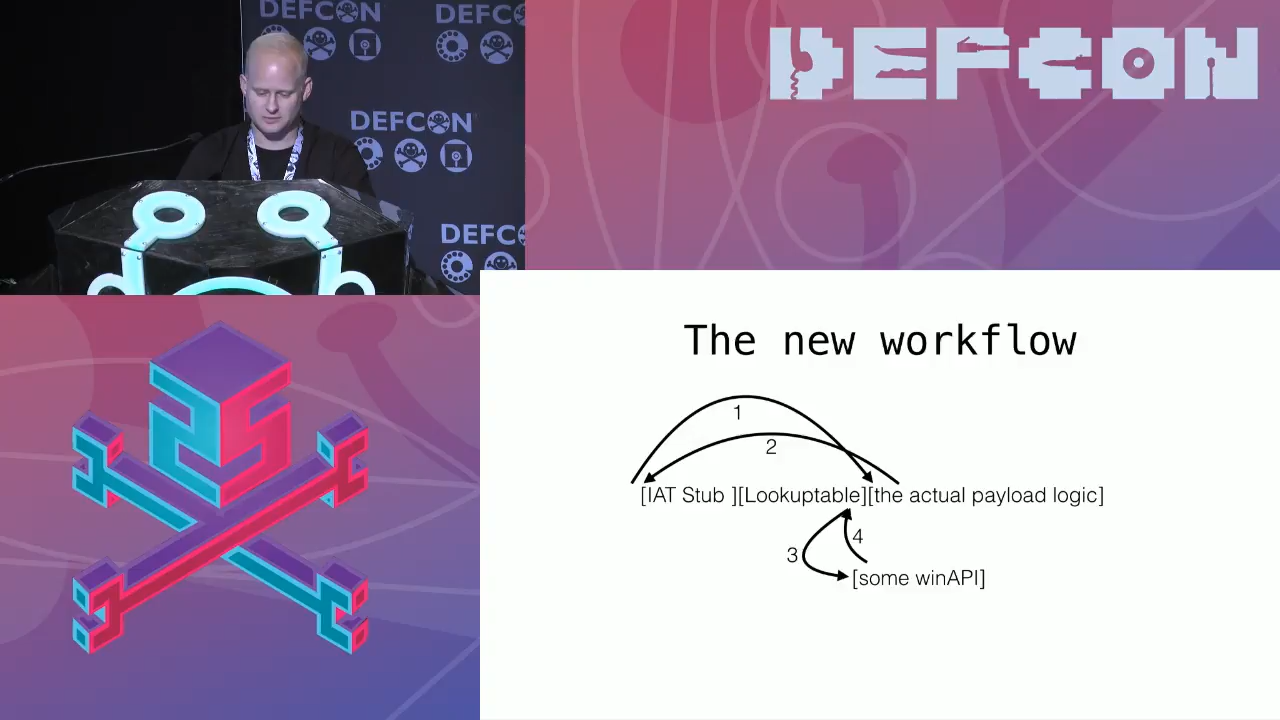 DEFCON
DEFCON
DEFCON
DEFCON
DEFC
The new workflow
1
2
[IAT Stub ][Lookuptable][the actual payload logic]
3
4
[some winAPI]